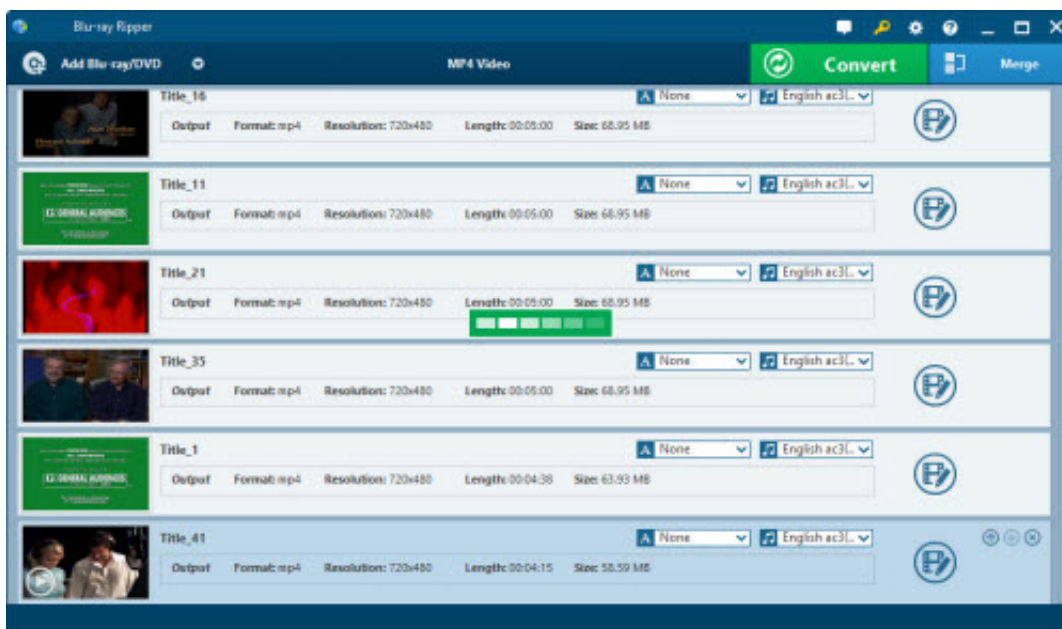 Blu-ray Ripper
Add Blu-ray/DVD MP4 Video Convert Merge
Title_16 A None English ac3(..
Output Format: mp4 Resolution: 720x480 Length: 00:05:00 Size: 68.95 MB
Title_11 A None English ac3(..
Output Format: mp4 Resolution: 720x480 Length: 00:05:00 Size: 68.95 MB
Title_21 A None English ac3(..
Output Format: mp4 Resolution: 720x480 Length: 00:05:00 Size: 68.95 MB
Title_35 A None English ac3(..
Output Format: mp4 Resolution: 720x480 Length: 00:05:00 Size: 68.95 MB
Title_1 A None English ac3(..
Output Format: mp4 Resolution: 720x480 Length: 00:04:38 Size: 63.93 MB
Title_41 A None English ac3(..
Output Format: mp4 Resolution: 720x480 Length: 00:04:15 Size: 58.59 MB